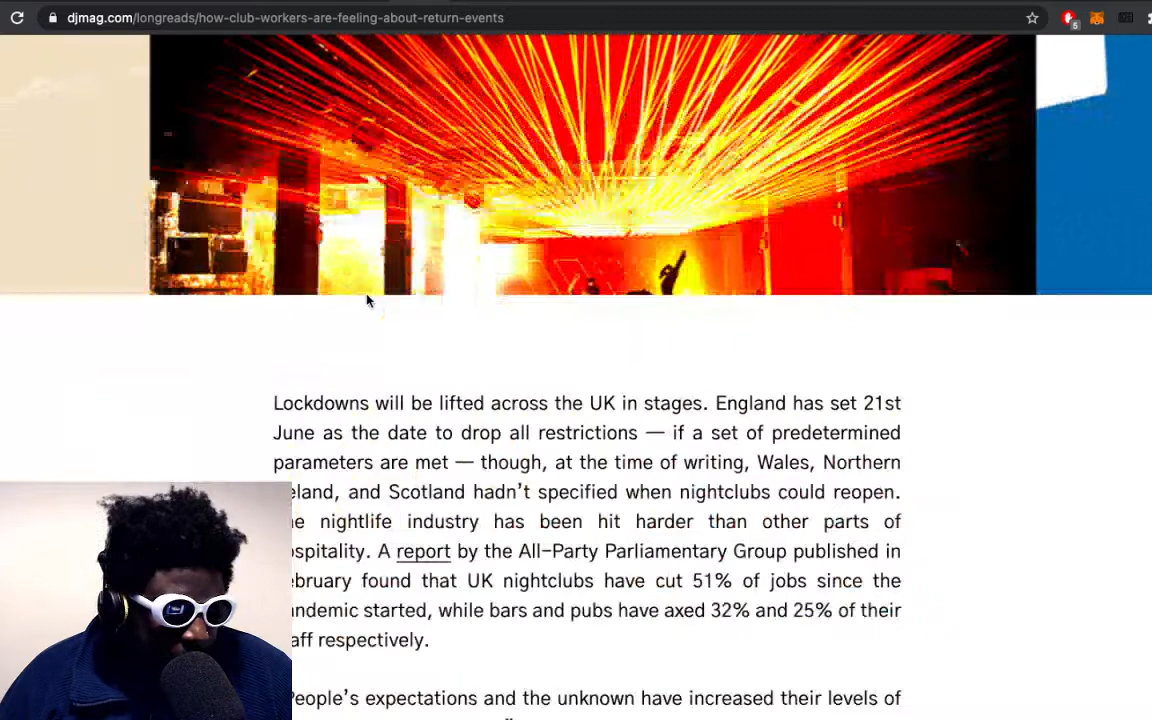 djmag.com/longreads/how-club-workers-are-feeling-about-return-events
5
Lockdowns will be lifted across the UK in stages. England has set 21st
June as the date to drop all restrictions — if a set of predetermined
parameters are met — though, at the time of writing, Wales, Northern
eland, and Scotland hadn't specified when nightclubs could reopen.
e nightlife industry has been hit harder than other parts of
ospitality. A report by the All-Party Parliamentary Group published in
ebruary found that UK nightclubs have cut 51% of jobs since the
andemic started, while bars and pubs have axed 32% and 25% of their
aff respectively.
People's expectations and the unknown have increased their levels of